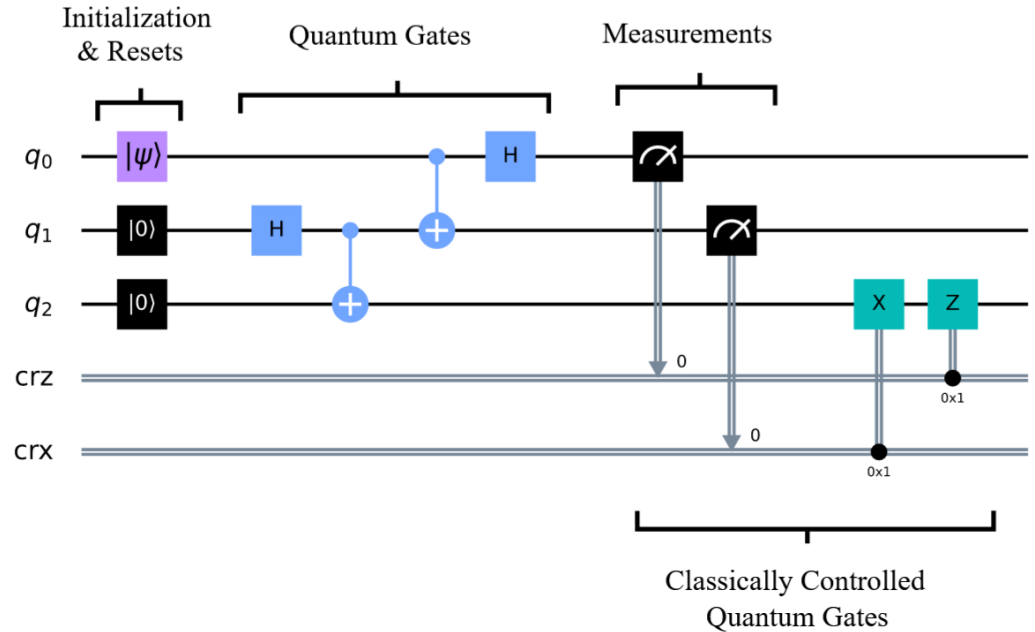 Initialization
& Resets
Quantum Gates
Measurements
q₀ |ψ⟩ H
q₁ |0⟩ H
q₂ |0⟩ X Z
crz 0 0x1
crx 0 0x1
Classically Controlled
Quantum Gates